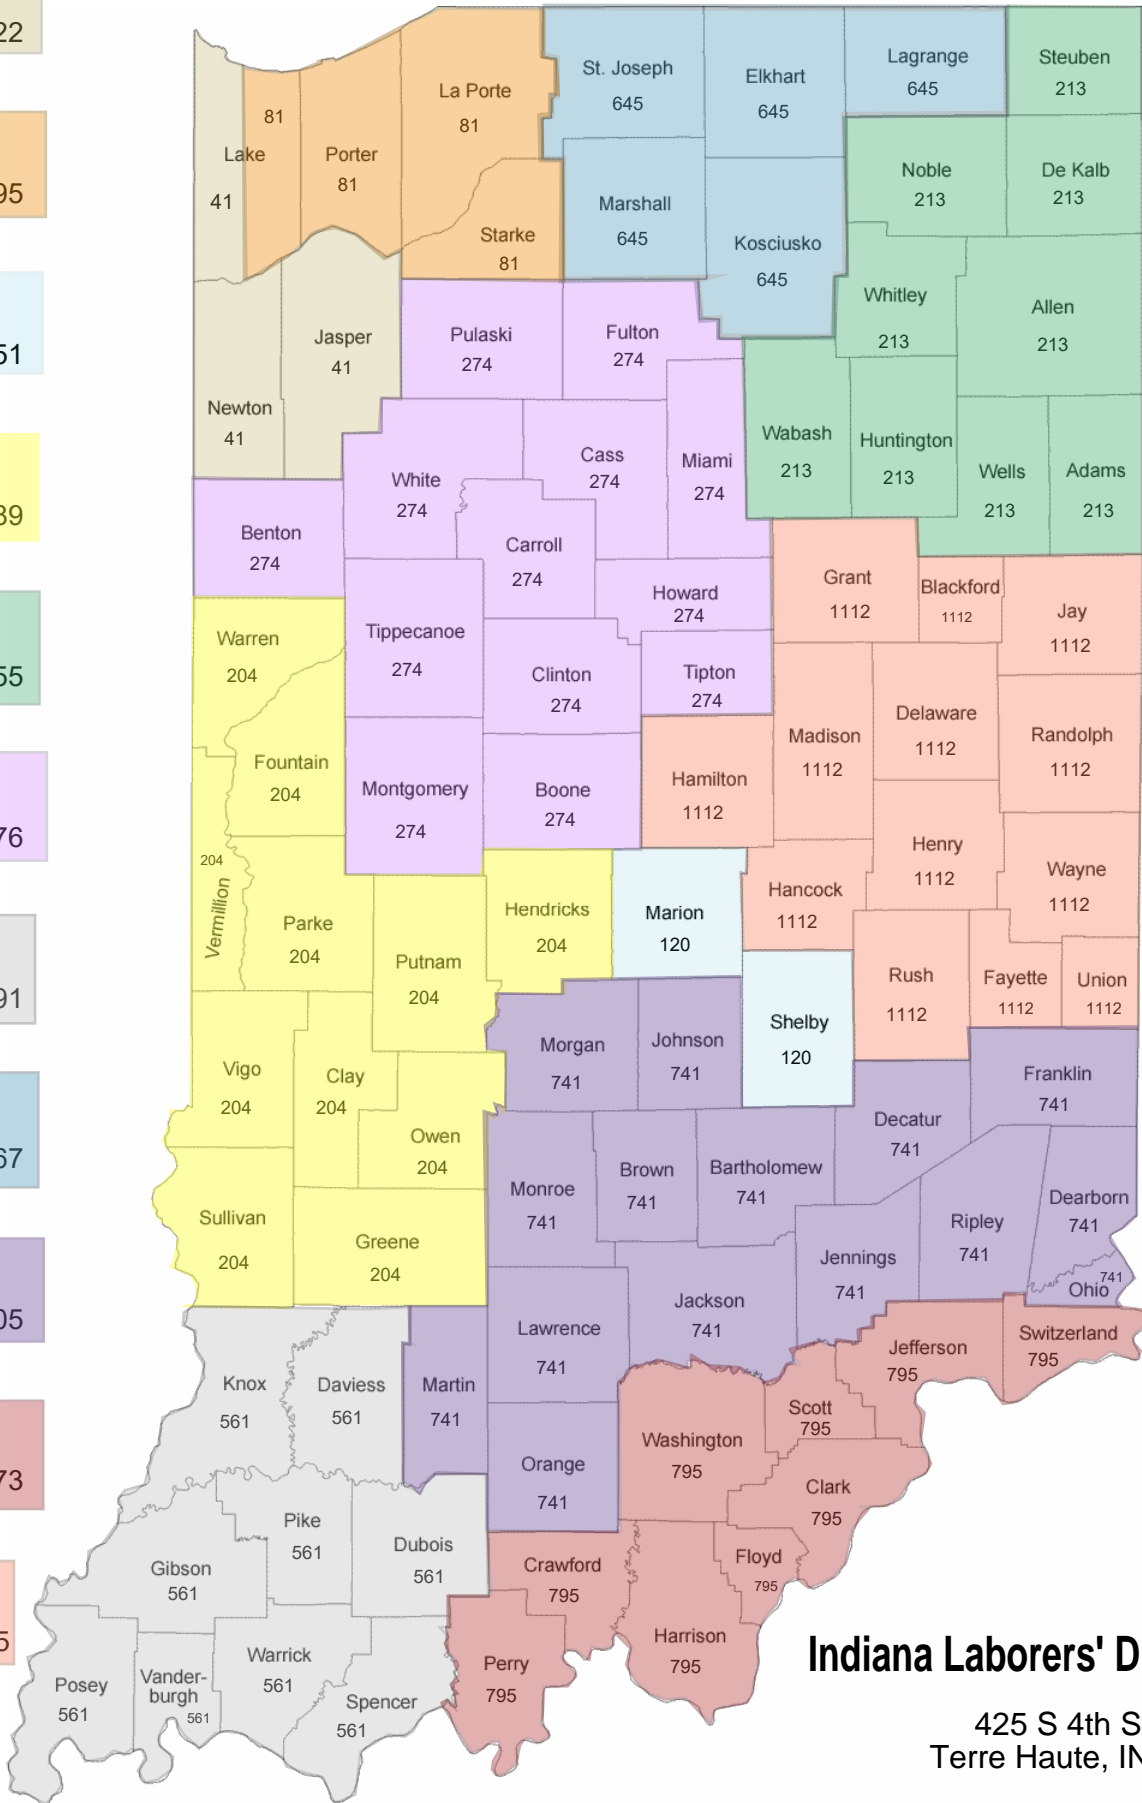 22
95
51
39
55
76
91
67
05
73
5
St. Joseph
645
Elkhart
645
Lagrange
645
Steuben
213
La Porte
81
81
Lake
41
Porter
81
Starke
81
Marshall
645
Kosciusko
645
Noble
213
De Kalb
213
Whitley
213
Allen
213
Newton
41
Jasper
41
Pulaski
274
Fulton
274
White
274
Cass
274
Miami
274
Wabash
213
Huntington
213
Wells
213
Adams
213
Benton
274
Carroll
274
Howard
274
Grant
1112
Blackford
1112
Jay
1112
Warren
204
Tippecanoe
274
Clinton
274
Tipton
274
Fountain
204
Montgomery
274
Boone
274
Hamilton
1112
Madison
1112
Delaware
1112
Randolph
1112
204
Vermillion
Parke
204
Putnam
204
Hendricks
204
Marion
120
Hancock
1112
Henry
1112
Wayne
1112
Rush
1112
Fayette
1112
Union
1112
Vigo
204
Clay
204
Owen
204
Morgan
741
Johnson
741
Shelby
120
Franklin
741
Decatur
741
Sullivan
204
Greene
204
Monroe
741
Brown
741
Bartholomew
741
Jennings
741
Ripley
741
Dearborn
741
741
Ohio
Lawrence
741
Jackson
741
Jefferson
795
Switzerland
795
Knox
561
Daviess
561
Martin
741
Orange
741
Washington
795
Scott
795
Clark
795
Gibson
561
Pike
561
Dubois
561
Crawford
795
Floyd
795
Harrison
795
Posey
561
Vander-
burgh
561
Warrick
561
Spencer
561
Perry
795
Indiana Laborers' D
425 S 4th S
Terre Haute, IN